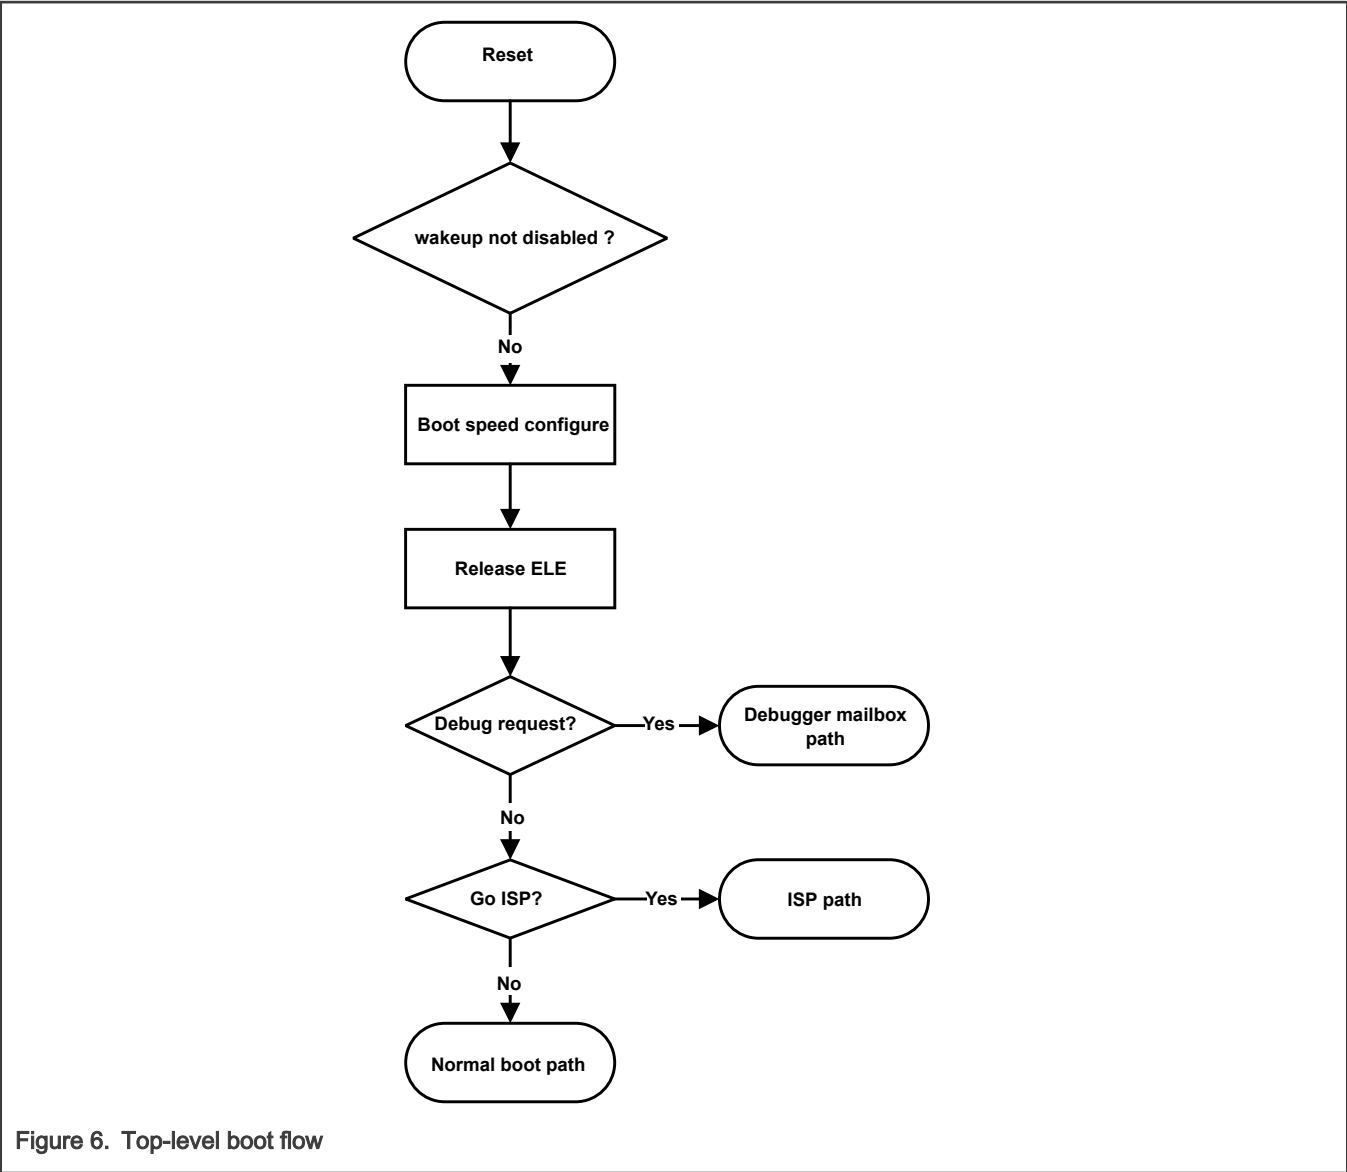 Reset
wakeup not disabled ?
No
Boot speed configure
Release ELE
Debug request?
Yes
Debugger mailbox
path
No
Go ISP?
Yes
ISP path
No
Normal boot path
Figure 6. Top-level boot flow